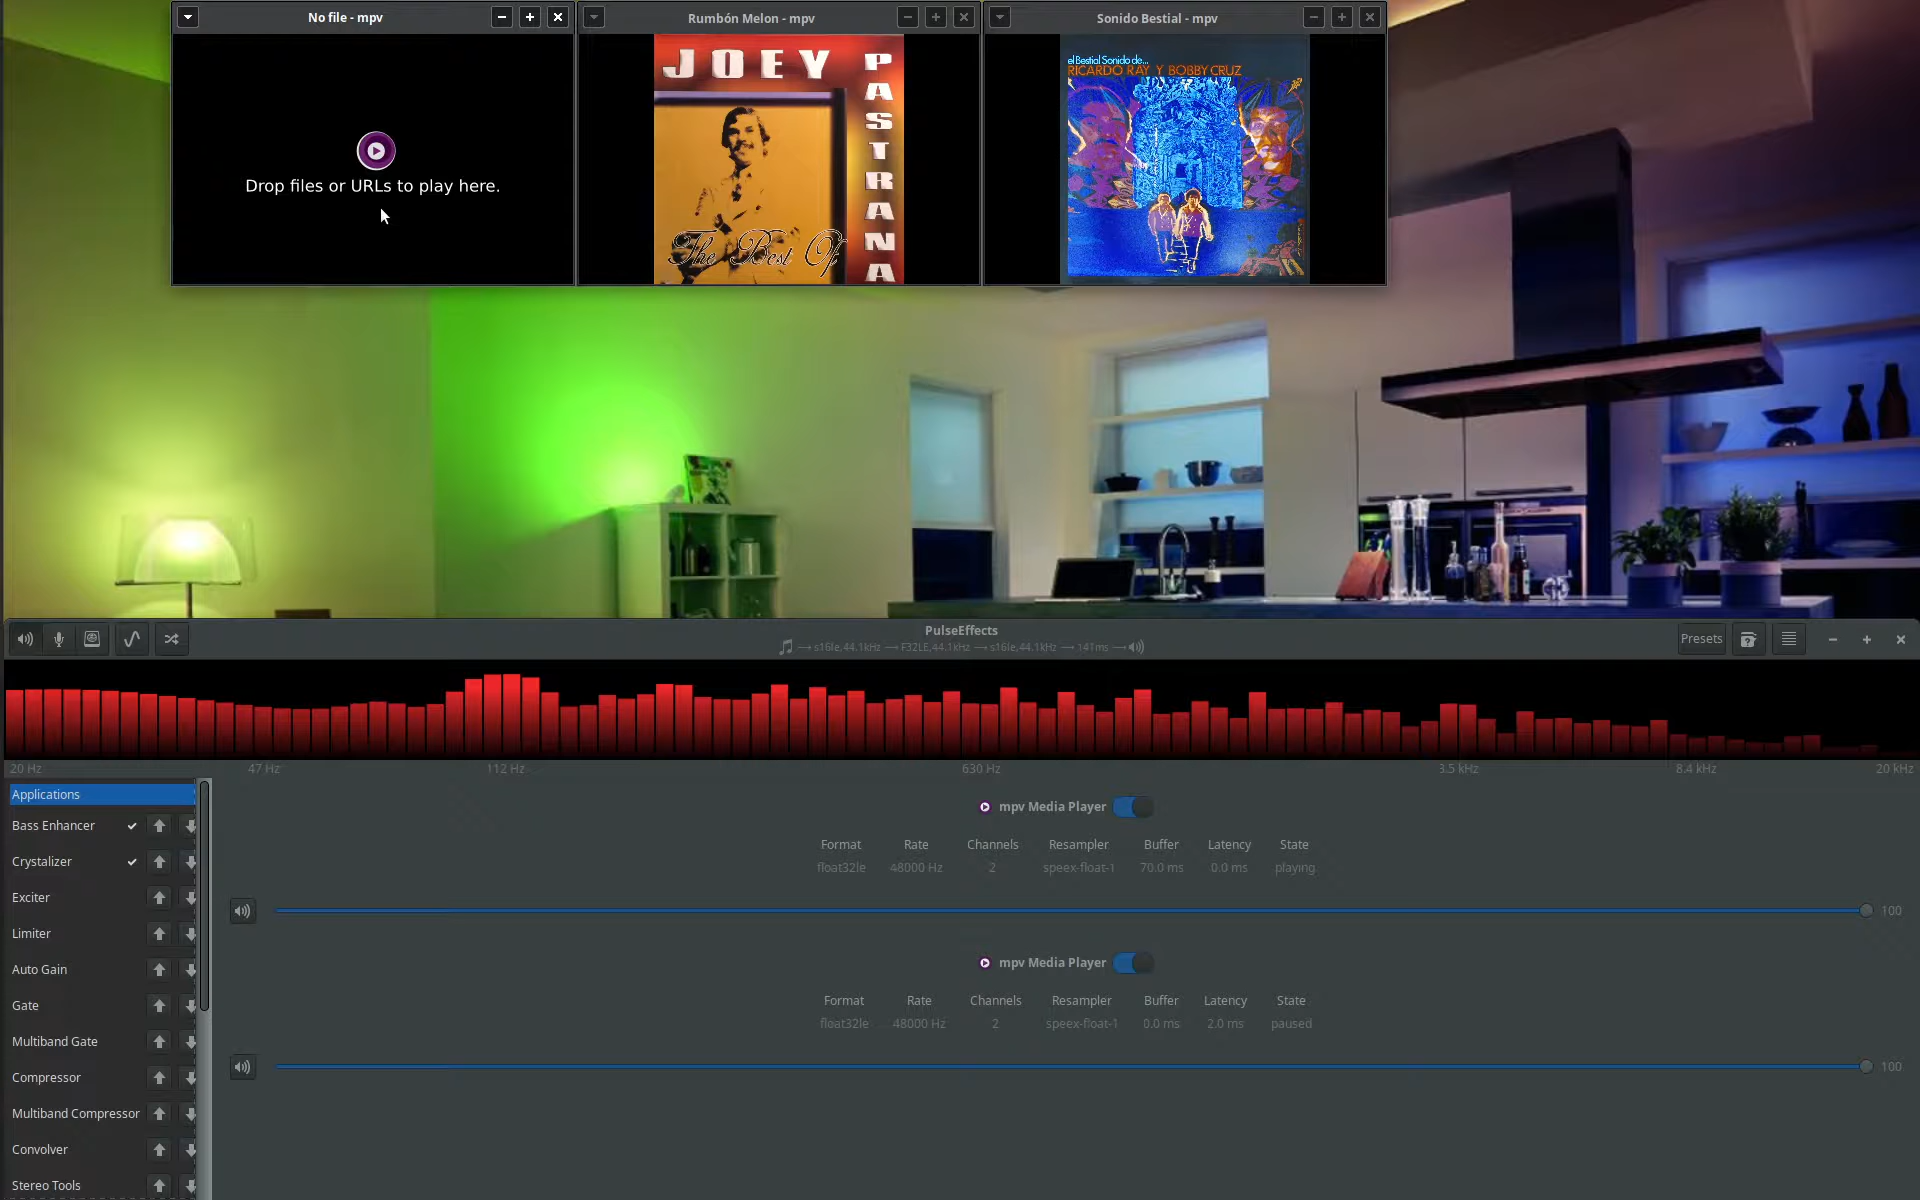 No file - mpv
Drop files or URLs to play here.
Rumbón Melon - mpv
JOEY
PASTRANA
The Best Of
Sonido Bestial - mpv
el Bestial Sonido de...
RICARDO RAY Y BOBBY CRUZ
PulseEffects
s16le,44.1kHz F32LE,44.1kHz s16le,44.1kHz 141ms
Presets
20 Hz 47 Hz 112 Hz 630 Hz 3.5 kHz 8.4 kHz 20 kHz
Applications
Bass Enhancer
Crystalizer
Exciter
Limiter
Auto Gain
Gate
Multiband Gate
Compressor
Multiband Compressor
Convolver
Stereo Tools
mpv Media Player
Format Rate Channels Resampler Buffer Latency State
float32le 48000 Hz 2 speex-float-1 70.0 ms 0.0 ms playing
100
mpv Media Player
Format Rate Channels Resampler Buffer Latency State
float32le 48000 Hz 2 speex-float-1 0.0 ms 2.0 ms paused
100